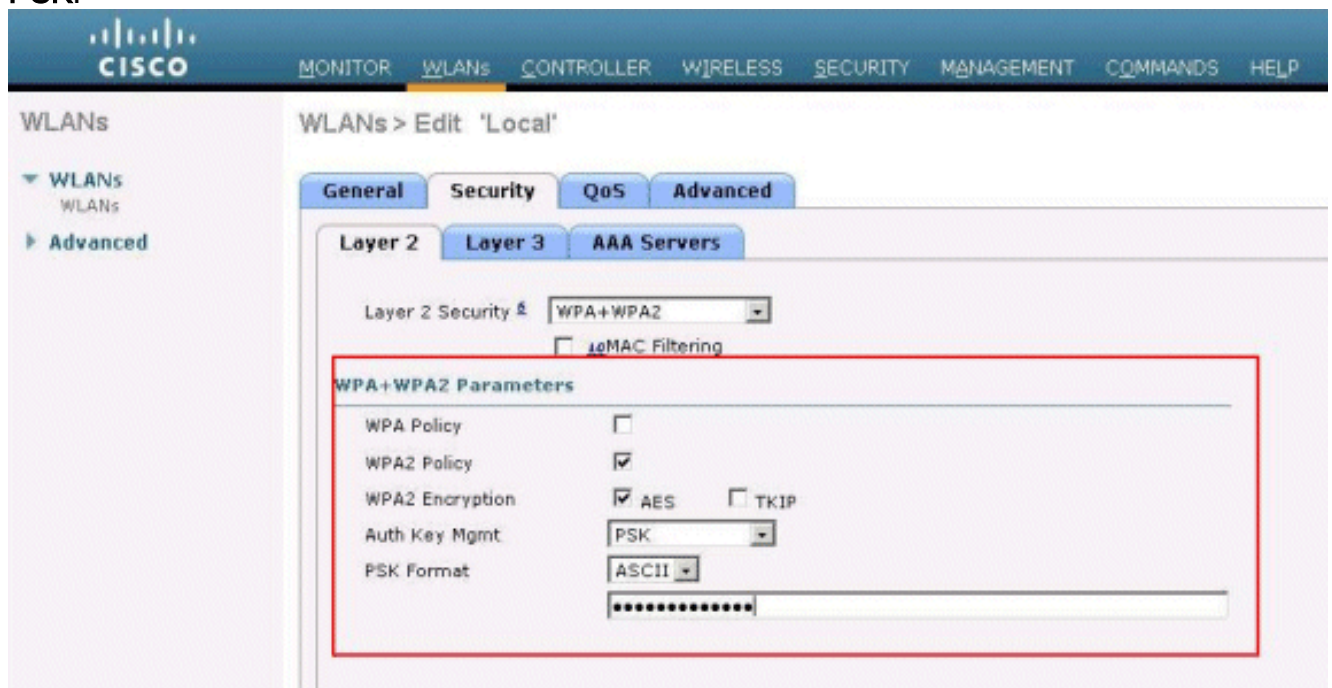 PSK.
CISCO
MONITOR WLANs CONTROLLER WIRELESS SECURITY MANAGEMENT COMMANDS HELP
WLANs
WLANs > Edit 'Local'
WLANs
WLANs
Advanced
General Security QoS Advanced
Layer 2 Layer 3 AAA Servers
Layer 2 Security 6 WPA+WPA2
10MAC Filtering
WPA+WPA2 Parameters
WPA Policy
WPA2 Policy
WPA2 Encryption AES TKIP
Auth Key Mgmt PSK
PSK Format ASCII
•••••••••••••